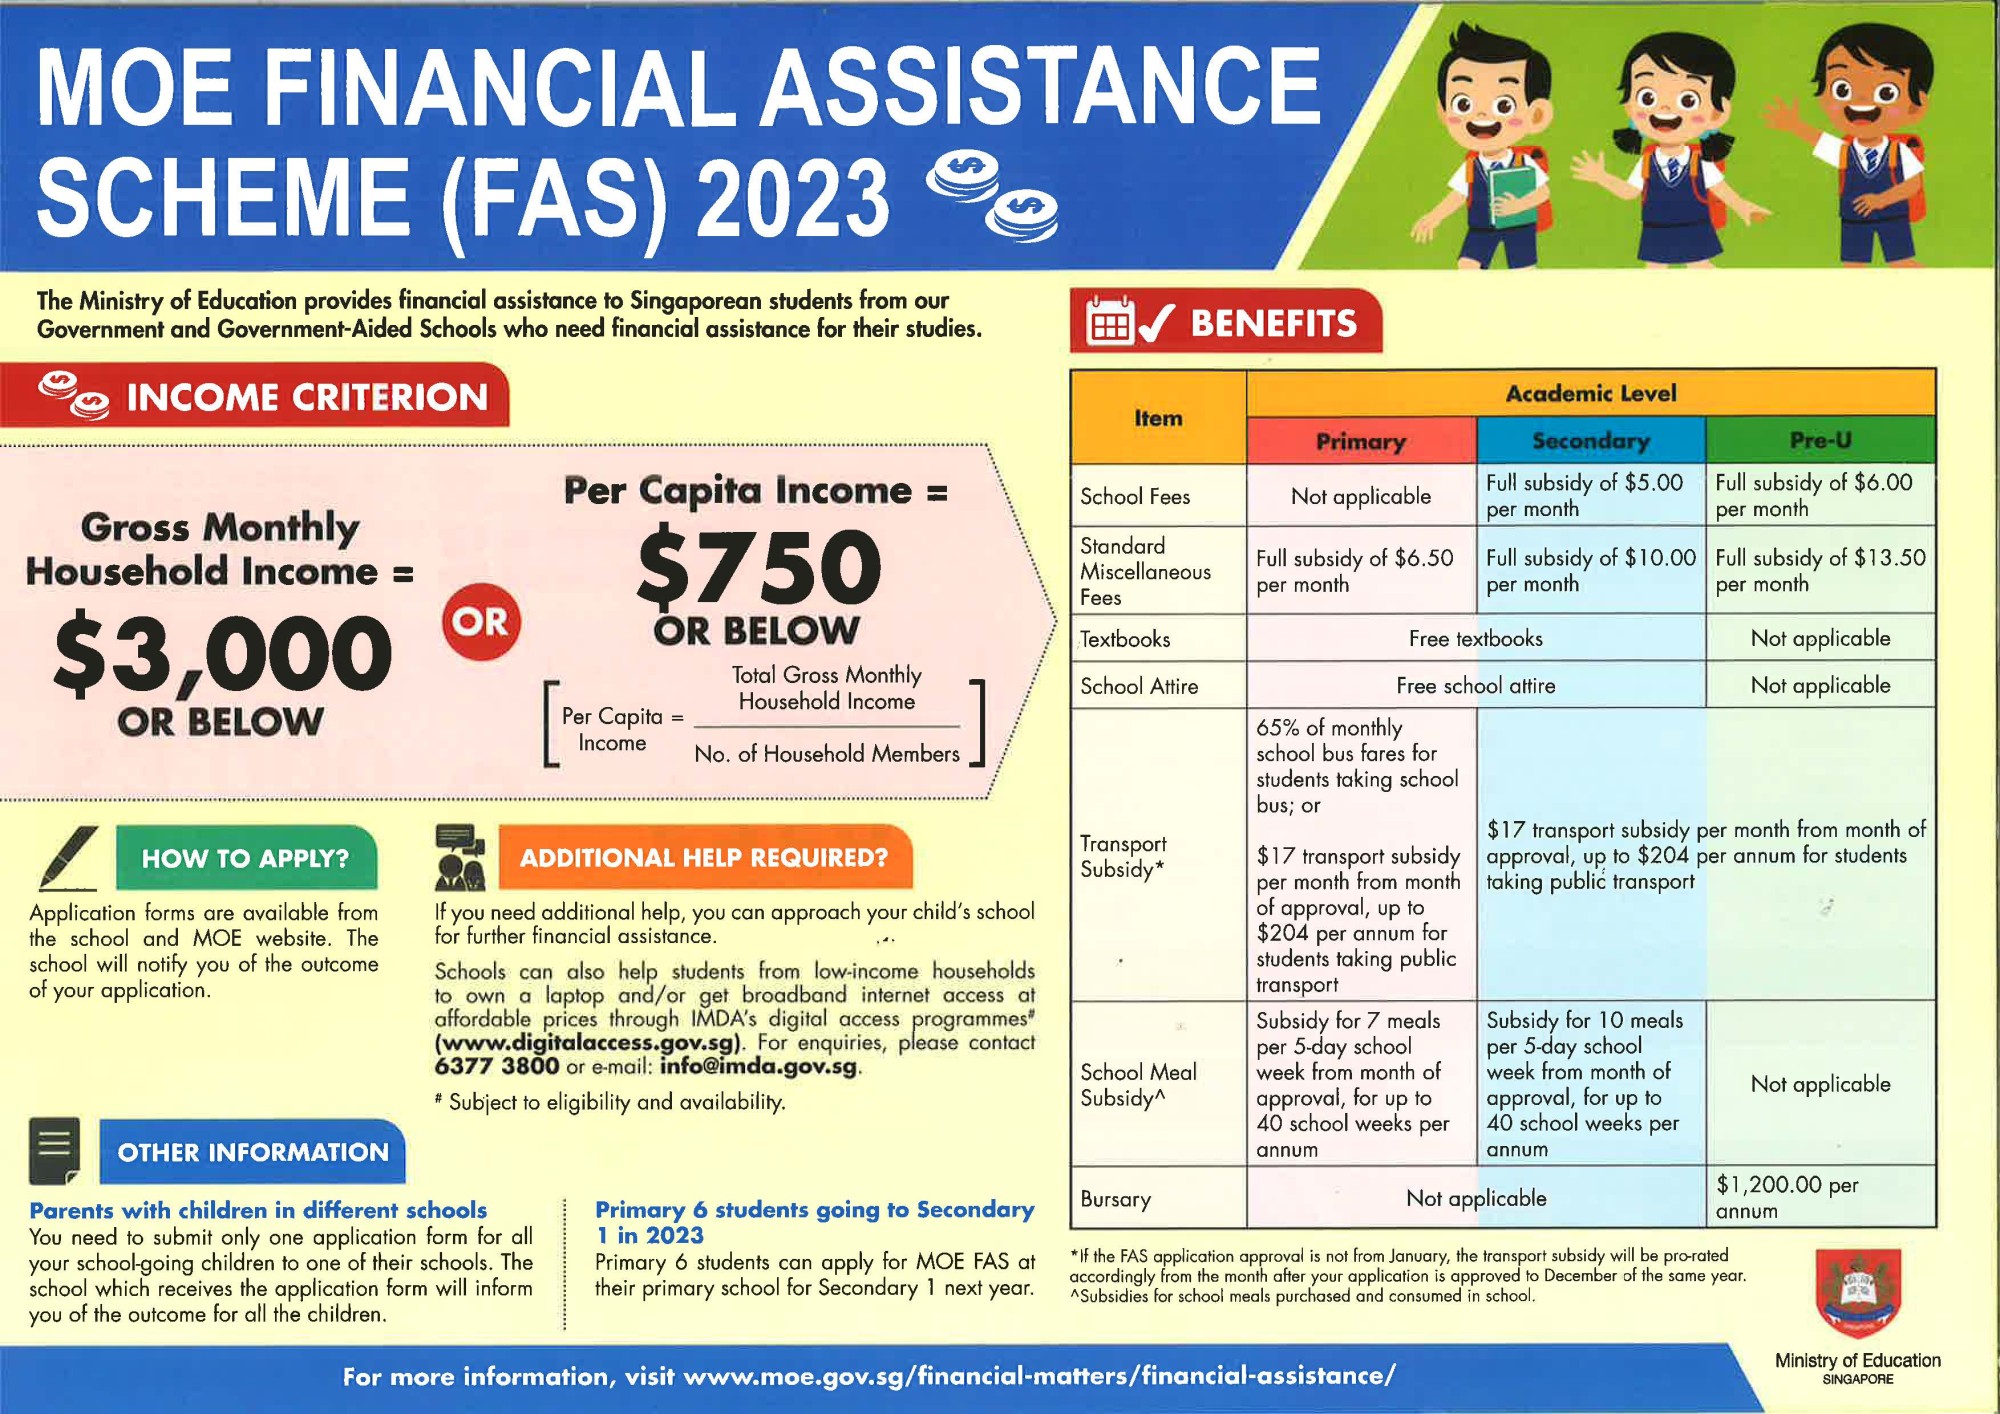 MOE FINANCIAL ASSISTANCE
SCHEME (FAS) 2023
The Ministry of Education provides financial assistance to Singaporean students from our
Government and Government-Aided Schools who need financial assistance for their studies.
INCOME CRITERION
Gross Monthly
Household Income =
$3,000
OR BELOW
OR
Per Capita Income =
$750
OR BELOW
Per Capita =
Income
Total Gross Monthly
Household Income
No. of Household Members
HOW TO APPLY?
Application forms are available from
the school and MOE website. The
school will notify you of the outcome
of your application.
ADDITIONAL HELP REQUIRED?
If you need additional help, you can approach your child's school
for further financial assistance.
Schools can also help students from low-income households
to own a laptop and/or get broadband internet access at
affordable prices through IMDA's digital access programmes#
(www.digitalaccess.gov.sg). For enquiries, please contact
6377 3800 or e-mail: info@imda.gov.sg.
# Subject to eligibility and availability.
OTHER INFORMATION
Parents with children in different schools
You need to submit only one application form for all
your school-going children to one of their schools. The
school which receives the application form will inform
you of the outcome for all the children.
Primary 6 students going to Secondary
1 in 2023
Primary 6 students can apply for MOE FAS at
their primary school for Secondary 1 next year.
BENEFITS
Item
Academic Level
Primary
Secondary
Pre-U
School Fees
Not applicable
Full subsidy of $5.00
per month
Full subsidy of $6.00
per month
Standard
Miscellaneous
Fees
Full subsidy of $6.50
per month
Full subsidy of $10.00
per month
Full subsidy of $13.50
per month
Textbooks
Free textbooks
Not applicable
School Attire
Free school attire
Not applicable
Transport
Subsidy*
65% of monthly
school bus fares for
students taking school
bus; or
$17 transport subsidy
per month from month
of approval, up to
$204 per annum for
students taking public
transport
$17 transport subsidy per month from month of
approval, up to $204 per annum for students
taking public transport
School Meal
Subsidy^
Subsidy for 7 meals
per 5-day school
week from month of
approval, for up to
40 school weeks per
annum
Subsidy for 10 meals
per 5-day school
week from month of
approval, for up to
40 school weeks per
annum
Not applicable
Bursary
Not applicable
$1,200.00 per
annum
*If the FAS application approval is not from January, the transport subsidy will be pro-rated
accordingly from the month after your application is approved to December of the same year.
^Subsidies for school meals purchased and consumed in school.
Ministry of Education
SINGAPORE
For more information, visit www.moe.gov.sg/financial-matters/financial-assistance/